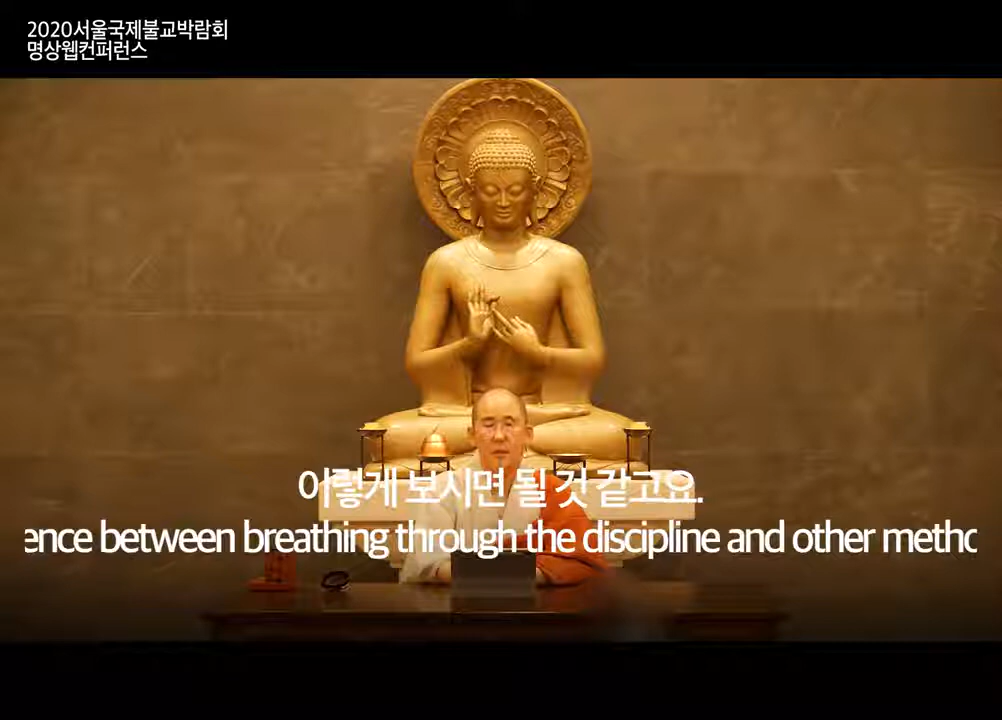 2020서울국제불교박람회
명상웹컨퍼런스
이렇게 보시면 될 것 같고요.
ence between breathing through the discipline and other metho